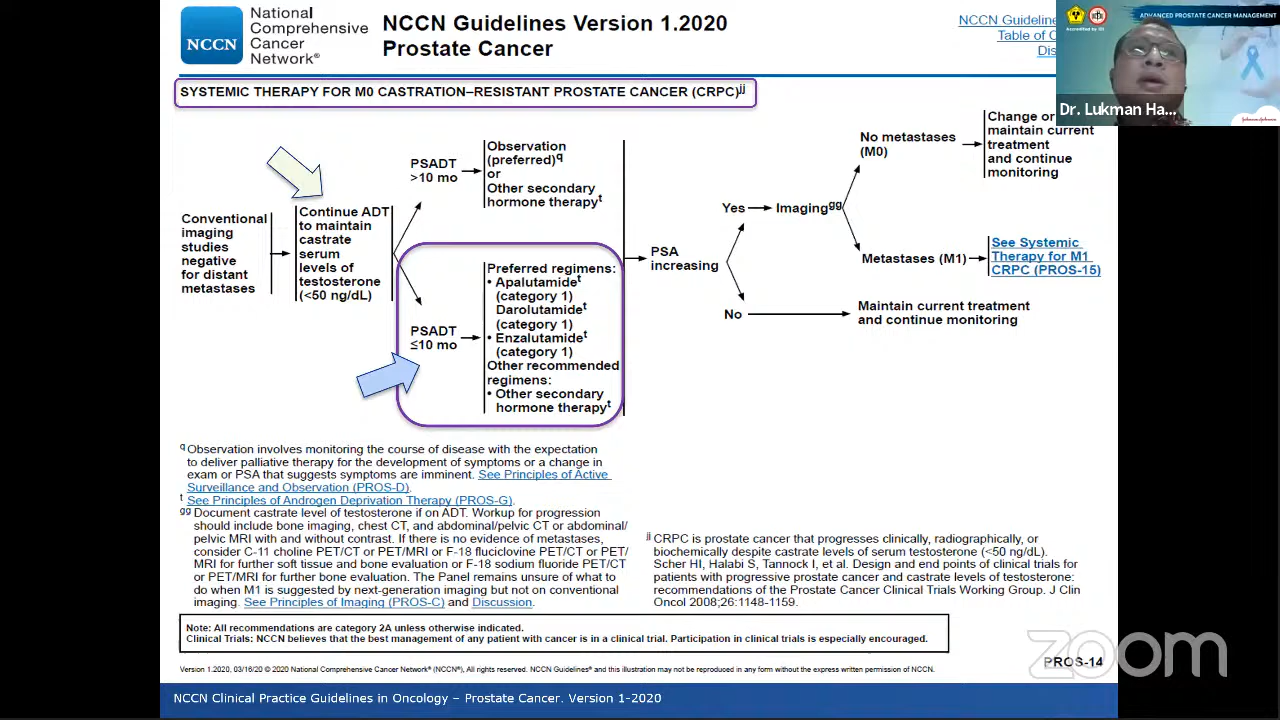 National
Comprehensive
Cancer
Network®
NCCN
NCCN Guidelines Version 1.2020
Prostate Cancer
NCCN Guideline
Table of C
Dis
ADVANCED PROSTATE CANCER MANAGEMENT
Accredited by IDI
Dr. Lukman Ha...
SYSTEMIC THERAPY FOR M0 CASTRATION–RESISTANT PROSTATE CANCER (CRPC)jj
Conventional
imaging
studies
negative
for distant
metastases
Continue ADT
to maintain
castrate
serum
levels of
testosterone
(<50 ng/dL)
PSADT
>10 mo
Observation
(preferred)q
or
Other secondary
hormone therapyt
PSADT
≤10 mo
Preferred regimens:
• Apalutamidet
(category 1)
Darolutamidet
(category 1)
• Enzalutamidet
(category 1)
Other recommended
regimens:
• Other secondary
hormone therapyt
PSA
increasing
Yes
Imaginggg
No metastases
(M0)
Change or
maintain current
treatment
and continue
monitoring
Metastases (M1)
See Systemic
Therapy for M1
CRPC (PROS-15)
No
Maintain current treatment
and continue monitoring
q Observation involves monitoring the course of disease with the expectation
to deliver palliative therapy for the development of symptoms or a change in
exam or PSA that suggests symptoms are imminent. See Principles of Active
Surveillance and Observation (PROS-D).
t See Principles of Androgen Deprivation Therapy (PROS-G).
gg Document castrate level of testosterone if on ADT. Workup for progression
should include bone imaging, chest CT, and abdominal/pelvic CT or abdominal/
pelvic MRI with and without contrast. If there is no evidence of metastases,
consider C-11 choline PET/CT or PET/MRI or F-18 fluciclovine PET/CT or PET/
MRI for further soft tissue and bone evaluation or F-18 sodium fluoride PET/CT
or PET/MRI for further bone evaluation. The Panel remains unsure of what to
do when M1 is suggested by next-generation imaging but not on conventional
imaging. See Principles of Imaging (PROS-C) and Discussion.
jj CRPC is prostate cancer that progresses clinically, radiographically, or
biochemically despite castrate levels of serum testosterone (<50 ng/dL).
Scher HI, Halabi S, Tannock I, et al. Design and end points of clinical trials for
patients with progressive prostate cancer and castrate levels of testosterone:
recommendations of the Prostate Cancer Clinical Trials Working Group. J Clin
Oncol 2008;26:1148-1159.
Note: All recommendations are category 2A unless otherwise indicated.
Clinical Trials: NCCN believes that the best management of any patient with cancer is in a clinical trial. Participation in clinical trials is especially encouraged.
PROS-14
zoom
Version 1.2020, 03/16/20 © 2020 National Comprehensive Cancer Network® (NCCN®), All rights reserved. NCCN Guidelines® and this illustration may not be reproduced in any form without the express written permission of NCCN.
NCCN Clinical Practice Guidelines in Oncology – Prostate Cancer. Version 1-2020